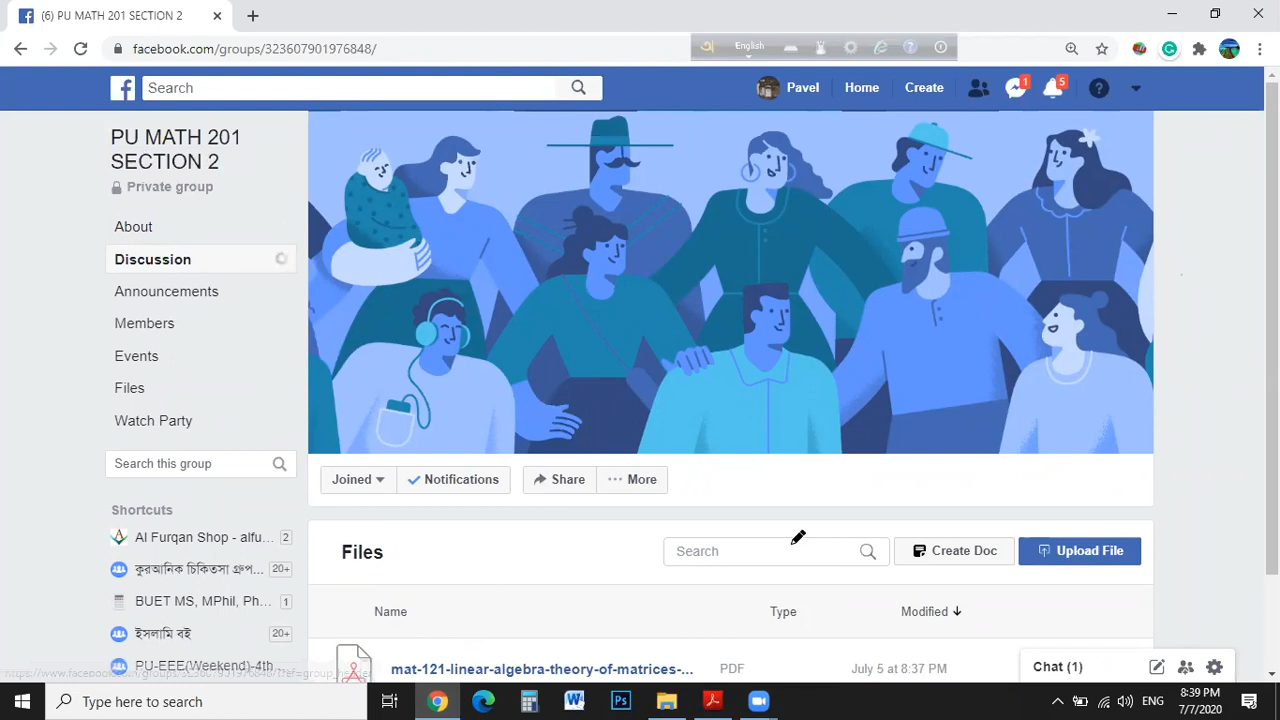 (6) PU MATH 201 SECTION 2
facebook.com/groups/323607901976848/
English
Search
Pavel
Home
Create
1
5
PU MATH 201
SECTION 2
Private group
About
Discussion
Announcements
Members
Events
Files
Watch Party
Search this group
Shortcuts
Al Furqan Shop - alfu... 2
কুরআনিক চিকিতসা গ্রুপ... 20+
BUET MS, MPhil, Ph... 1
ইসলামি বই 20+
PU-EEE(Weekend)-4th
Joined
Notifications
Share
More
Files
Search
Create Doc
Upload File
Name
Type
Modified
mat-121-linear-algebra-theory-of-matrices-...
PDF
July 5 at 8:37 PM
Chat (1)
Type here to search
ENG
8:39 PM
7/7/2020